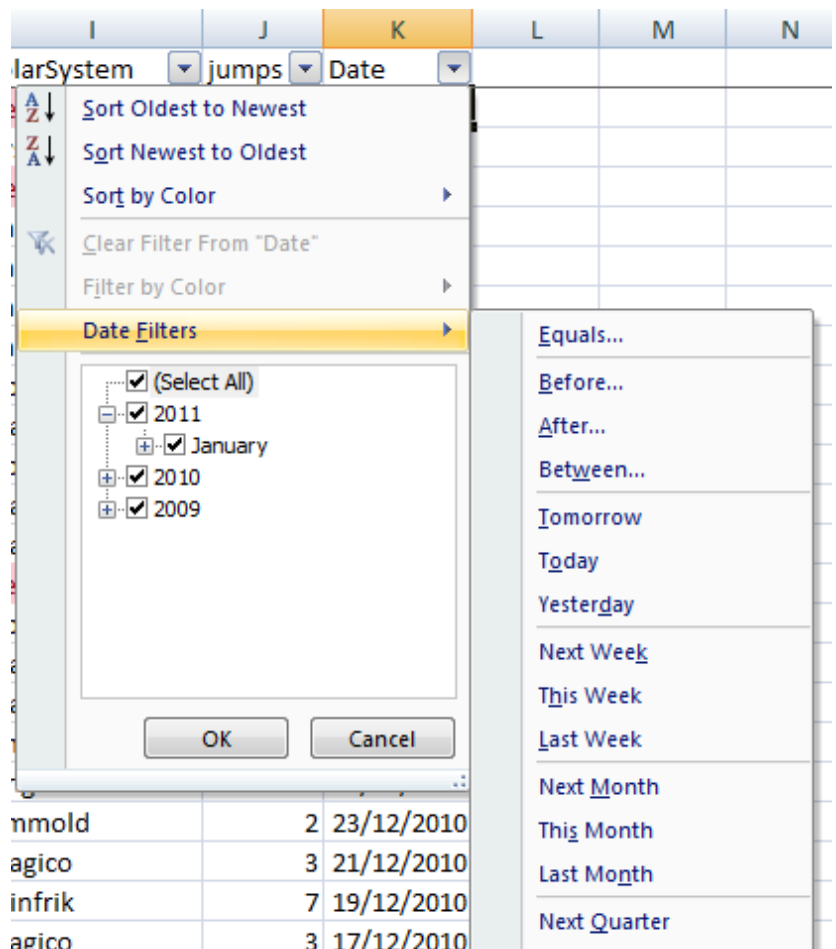 I J K L M N
larSystem jumps Date
Sort Oldest to Newest
Sort Newest to Oldest
Sort by Color
Clear Filter From "Date"
Filter by Color
Date Filters
(Select All)
2011
January
2010
2009
OK Cancel
Equals...
Before...
After...
Between...
Tomorrow
Today
Yesterday
Next Week
This Week
Last Week
Next Month
This Month
Last Month
Next Quarter
mmold 2 23/12/2010
agico 3 21/12/2010
infrik 7 19/12/2010
agico 3 17/12/2010